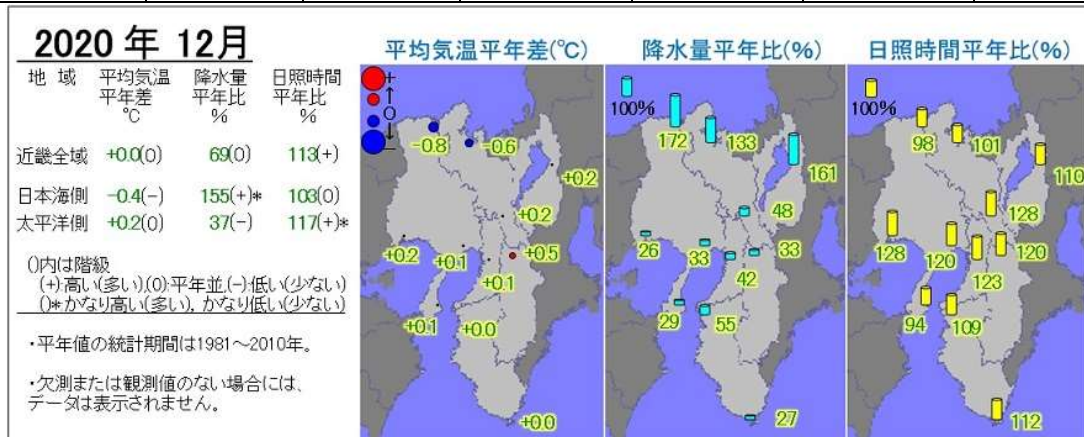 2020 年 12月
地 域 平均気温 降水量 日照時間
平年差 平年比 平年比
℃ % %
近畿全域 +0.0(0) 69(0) 113(+)
日本海側 -0.4(-) 155(+)* 103(0)
太平洋側 +0.2(0) 37(-) 117(+)*
()内は階級
(+):高い(多い),(0):平年並,(-):低い(少ない)
()*かなり高い(多い), かなり低い(少ない)
・平年値の統計期間は1981～2010年。
・欠測または観測値のない場合には、
データは表示されません。
平均気温平年差(℃)
+
↑
0
↓
-
-0.8
-0.6
+0.2
+0.2
+0.2
+0.1
+0.5
+0.1
+0.1
+0.0
+0.0
降水量平年比(%)
100%
172
133
161
48
26
33
33
42
29
55
27
日照時間平年比(%)
100%
98
101
110
128
128
120
120
123
94
109
112